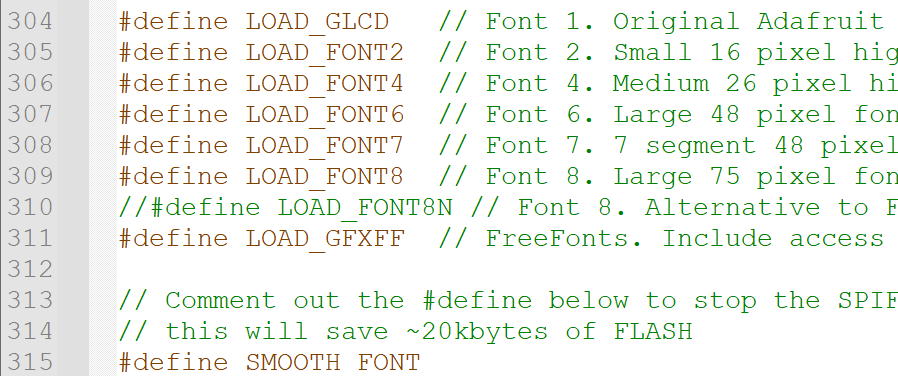 304 #define LOAD_GLCD // Font 1. Original Adafruit
305 #define LOAD_FONT2 // Font 2. Small 16 pixel hig
306 #define LOAD_FONT4 // Font 4. Medium 26 pixel hi
307 #define LOAD_FONT6 // Font 6. Large 48 pixel fon
308 #define LOAD_FONT7 // Font 7. 7 segment 48 pixel
309 #define LOAD_FONT8 // Font 8. Large 75 pixel fon
310 //#define LOAD_FONT8N // Font 8. Alternative to F
311 #define LOAD_GFXFF // FreeFonts. Include access
312
313 // Comment out the #define below to stop the SPIF
314 // this will save ~20kbytes of FLASH
315 #define SMOOTH_FONT